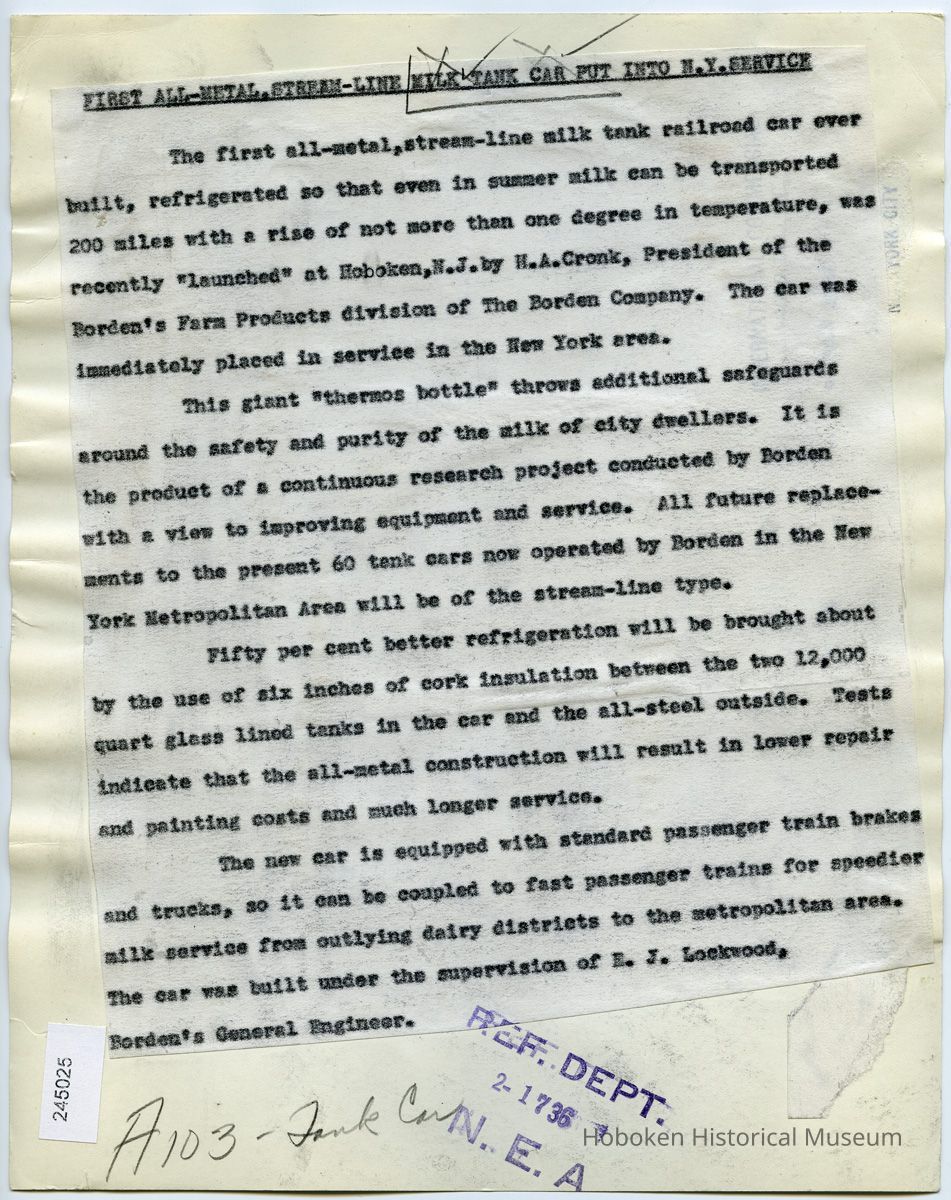 FIRST ALL-METAL,STREAM-LINE MILK TANK CAR PUT INTO N.Y.SERVICE
The first all-metal,stream-line milk tank railroad car ever
built, refrigerated so that even in summer milk can be transported
200 miles with a rise of not more than one degree in temperature, was
recently "launched" at Hoboken,N.J.by H.A.Cronk, President of the
Borden's Farm Products division of The Borden Company. The car was
immediately placed in service in the New York area.
This giant "thermos bottle" throws additional safeguards
around the safety and purity of the milk of city dwellers. It is
the product of a continuous research project conducted by Borden
with a view to improving equipment and service. All future replace-
ments to the present 60 tank cars now operated by Borden in the New
York Metropolitan Area will be of the stream-line type.
Fifty per cent better refrigeration will be brought about
by the use of six inches of cork insulation between the two 12,000
quart glass lined tanks in the car and the all-steel outside. Tests
indicate that the all-metal construction will result in lower repair
and painting costs and much longer service.
The new car is equipped with standard passenger train brakes
and trucks, so it can be coupled to fast passenger trains for speedier
milk service from outlying dairy districts to the metropolitan area.
The car was built under the supervision of E. J. Lockwood,
Borden's General Engineer.
YORK CITY
245025
A103 - Tank Car
REF. DEPT.
2-1736
N. E. A
Hoboken Historical Museum